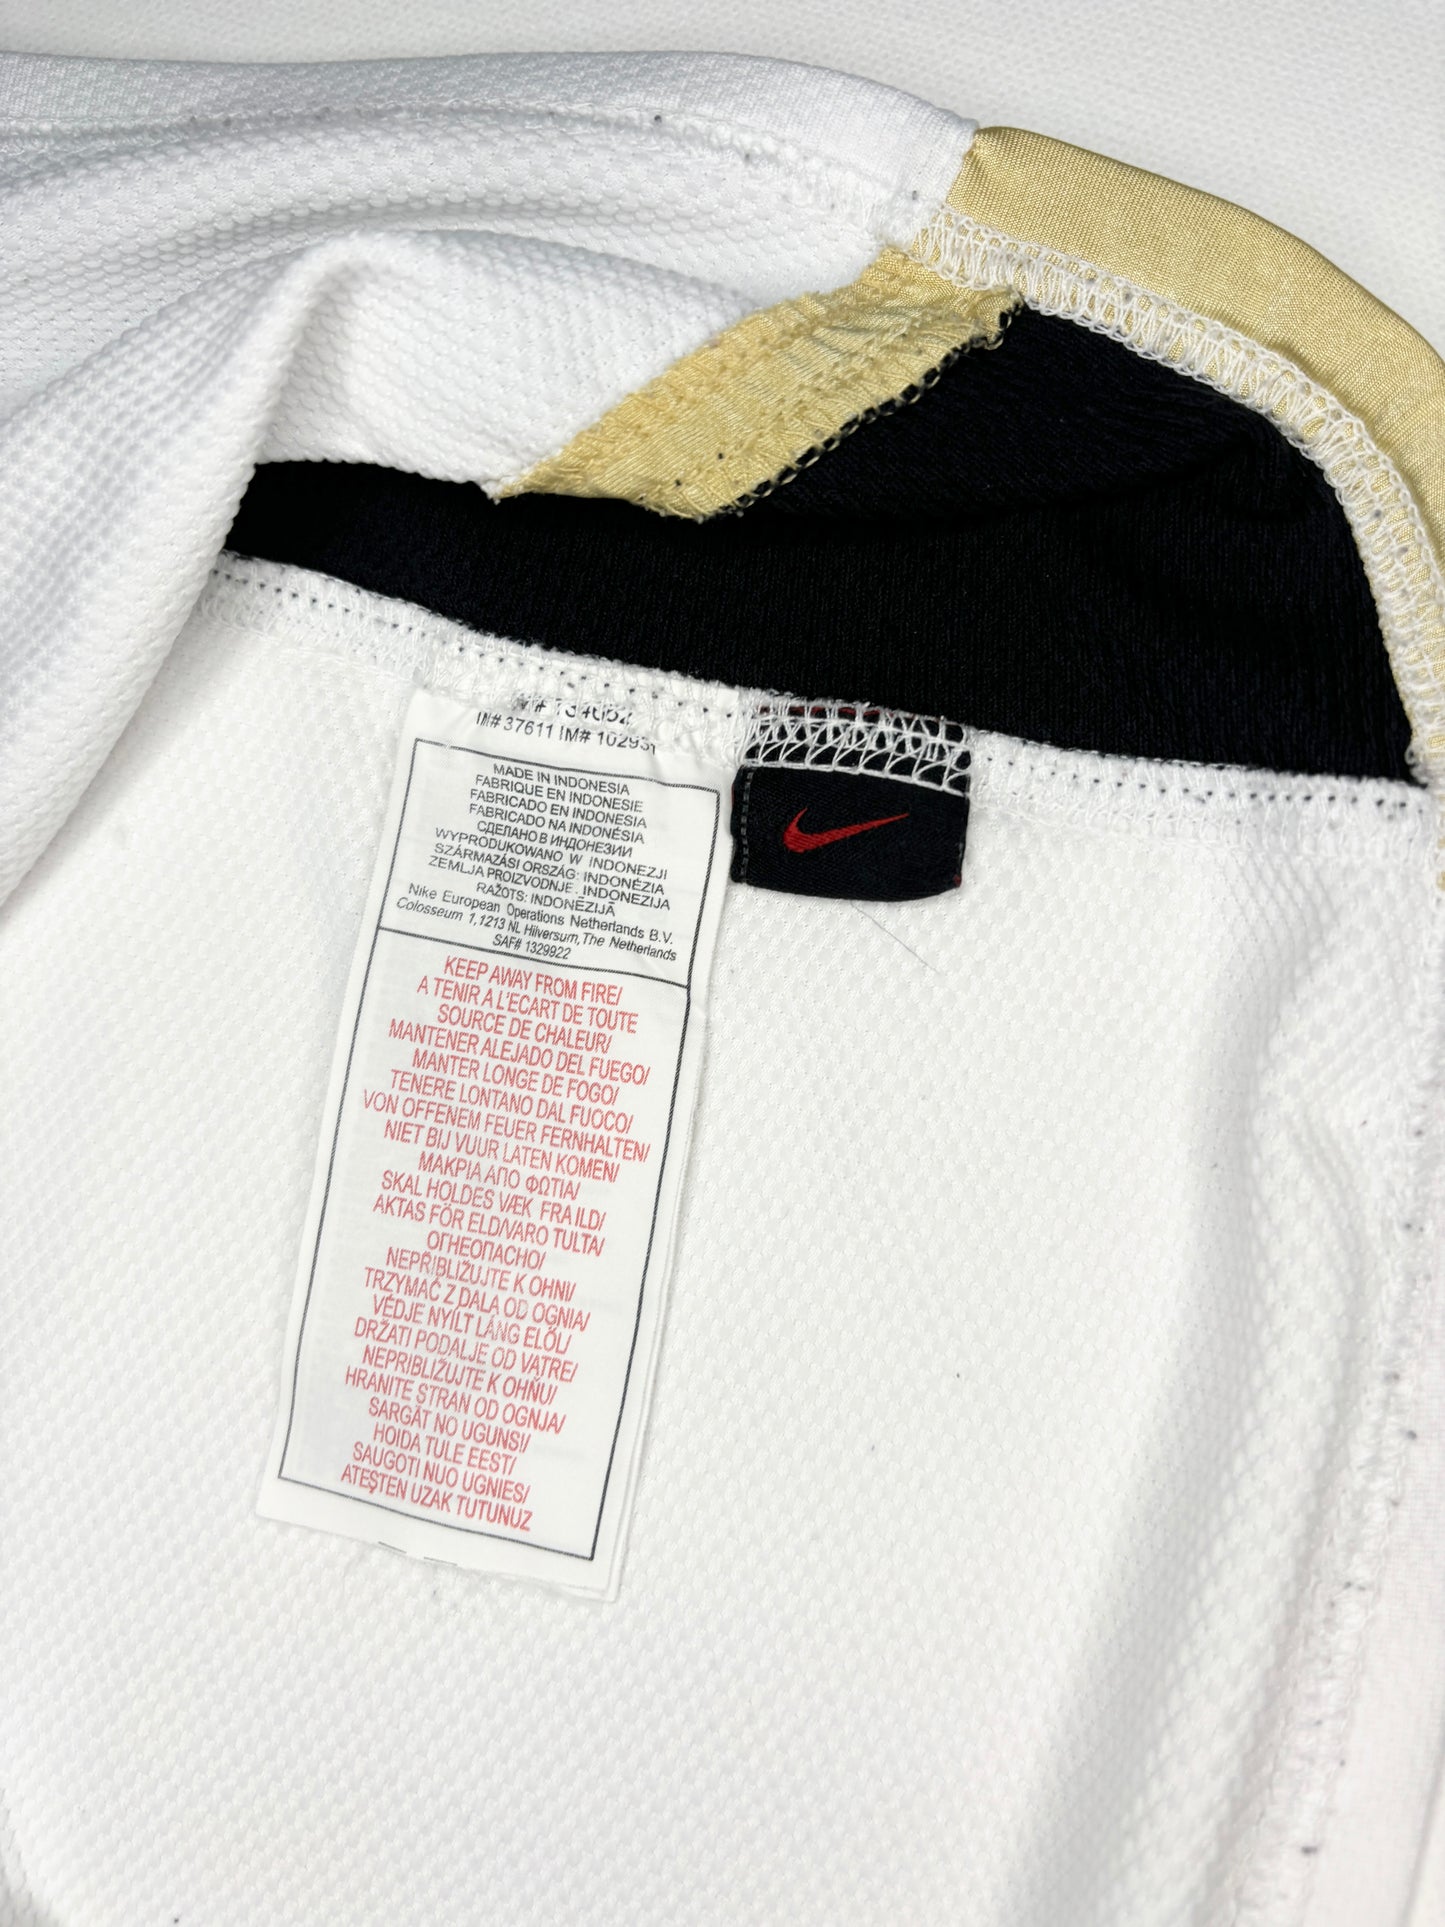 M# 134652
IM# 37611 IM# 102931
MADE IN INDONESIA
FABRIQUE EN INDONESIE
FABRICADO EN INDONESIA
FABRICADO NA INDONÉSIA
СДЕЛАНО В ИНДОНЕЗИИ
WYPRODUKOWANO W INDONEZJI
SZÁRMAZÁSI ORSZÁG: INDONÉZIA
ZEMLJA PROIZVODNJE: INDONEZIJA
RAŽOTS: INDONĒZIJĀ
Nike European Operations Netherlands B.V.
Colosseum 1,1213 NL Hilversum,The Netherlands
SAF# 1329922
KEEP AWAY FROM FIRE/
A TENIR A L'ECART DE TOUTE
SOURCE DE CHALEUR/
MANTENER ALEJADO DEL FUEGO/
MANTER LONGE DE FOGO/
TENERE LONTANO DAL FUOCO/
VON OFFENEM FEUER FERNHALTEN/
NIET BIJ VUUR LATEN KOMEN/
ΜΑΚΡΙΑ ΑΠΟ ΦΩΤΙΑ/
SKAL HOLDES VÆK FRA ILD/
AKTAS FÖR ELD/VARO TULTA/
ОГНЕОПАСНО/
NEPŘIBLIŽUJTE K OHNI/
TRZYMAĆ Z DALA OD OGNIA/
VÉDJE NYÍLT LÁNG ELŐL/
DRŽATI PODALJE OD VATRE/
NEPRIBLIŽUJTE K OHŇU/
HRANITE STRAN OD OGNJA/
SARGĀT NO UGUNS/
HOIDA TULE EEST/
SAUGOTI NUO UGNIES/
ATEŞTEN UZAK TUTUNUZ